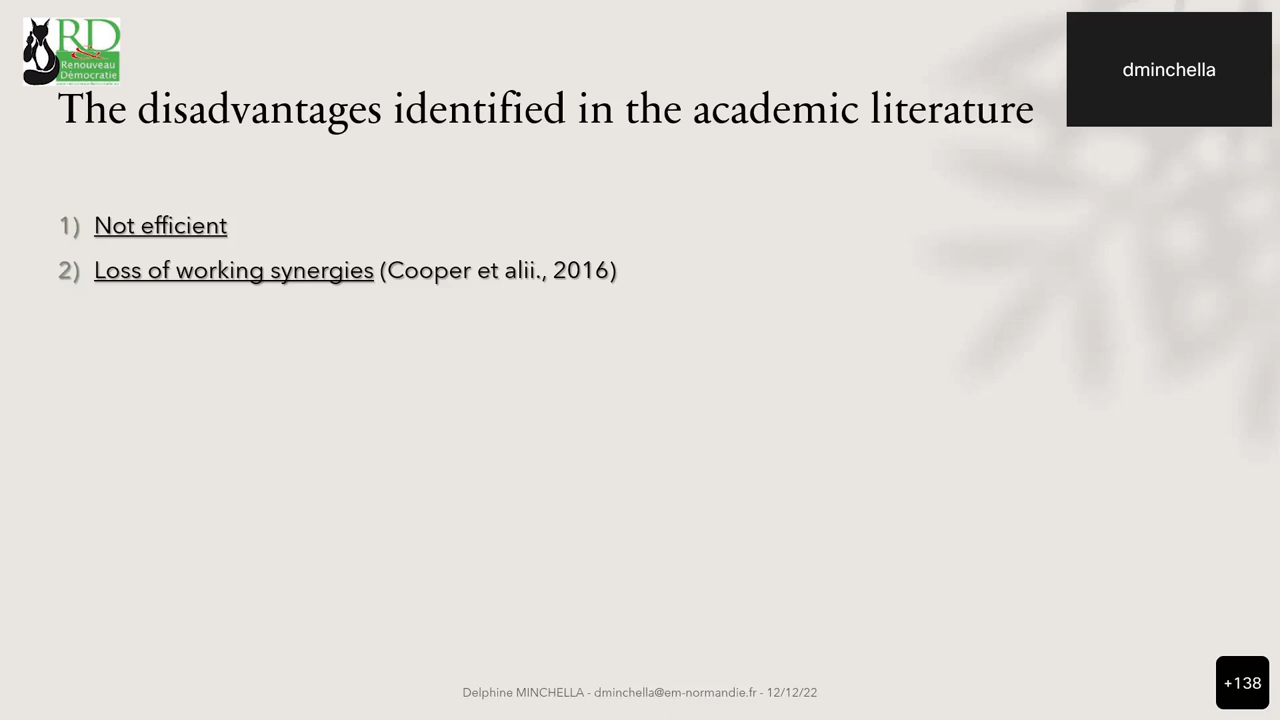 RD
Renouveau
Démocratie
dminchella
The disadvantages identified in the academic literature
1) Not efficient
2) Loss of working synergies (Cooper et alii., 2016)
Delphine MINCHELLA - dminchella@em-normandie.fr - 12/12/22
+138